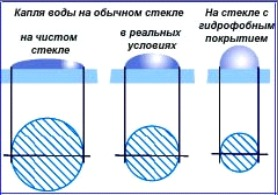 Капля воды на обычном стекле
на чистом
стекле
в реальных
условиях
На стекле с
гидрофобным
покрытием